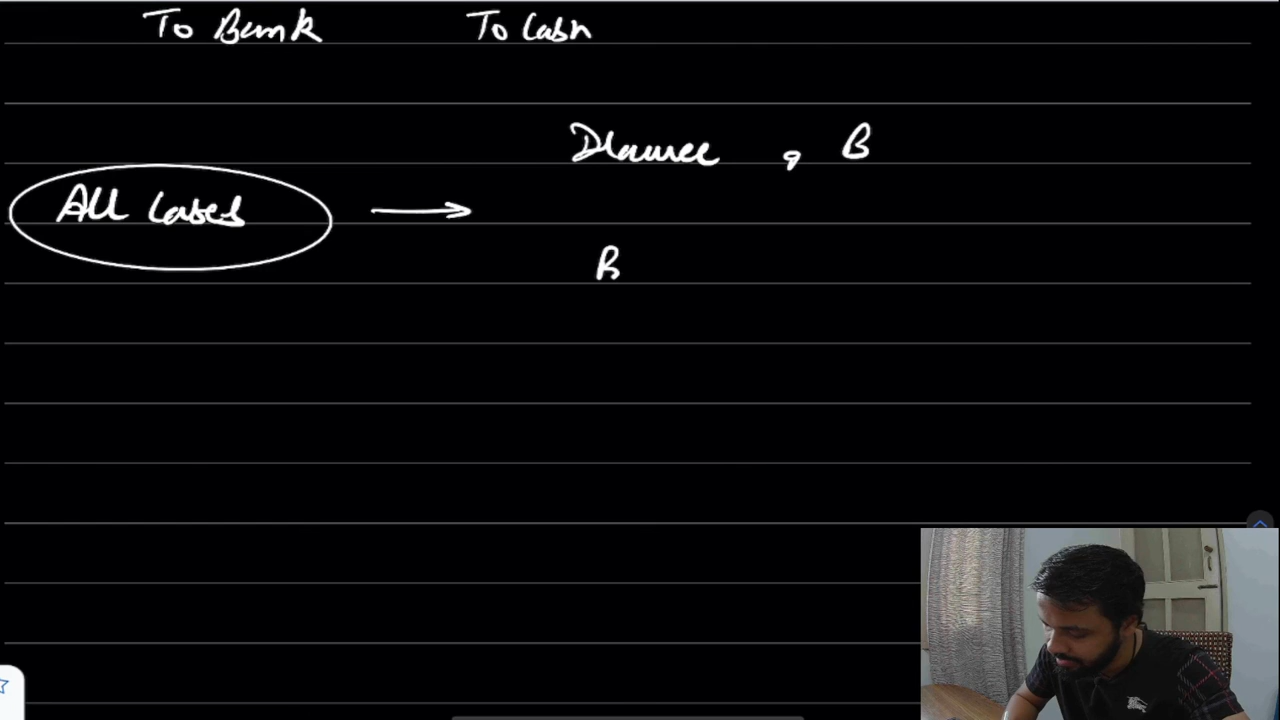 To Bank To Cash
Drawee , B
All Cases →
B